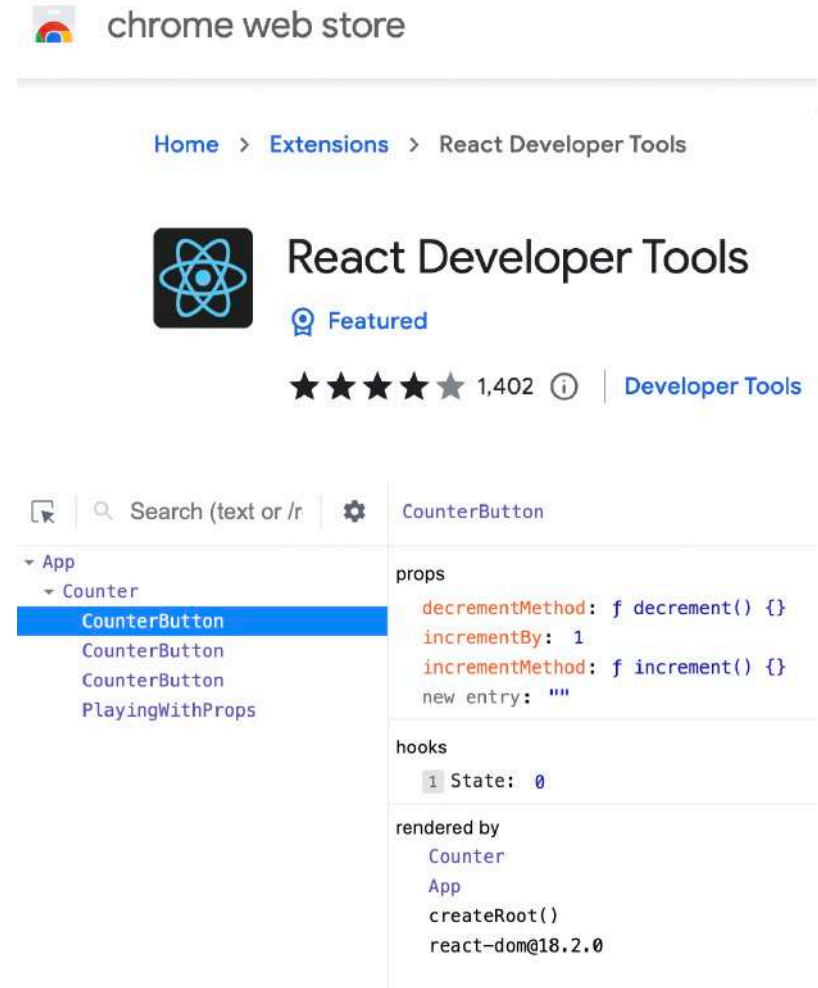 chrome web store
Home > Extensions > React Developer Tools
React Developer Tools
Featured
1,402 | Developer Tools
Search (text or /r
CounterButton
App
Counter
CounterButton
CounterButton
CounterButton
PlayingWithProps
props
decrementMethod: ƒ decrement() {}
incrementBy: 1
incrementMethod: ƒ increment() {}
new entry: ""
hooks
1 State: 0
rendered by
Counter
App
createRoot()
react-dom@18.2.0